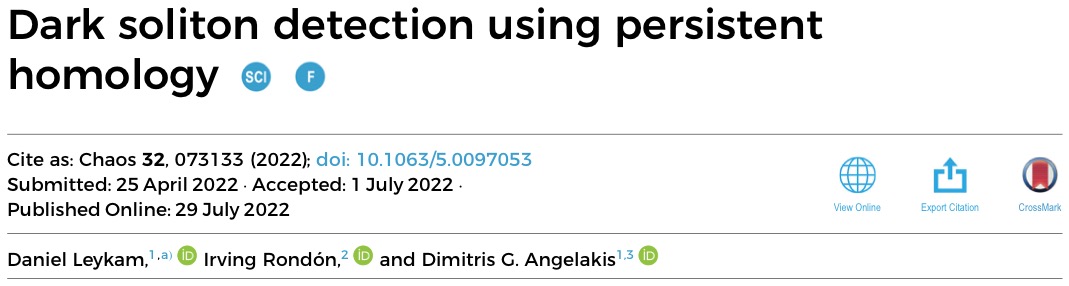 Dark soliton detection using persistent
homology SCI F
Cite as: Chaos 32, 073133 (2022); doi: 10.1063/5.0097053
Submitted: 25 April 2022 · Accepted: 1 July 2022 ·
Published Online: 29 July 2022
View Online
Export Citation
CrossMark
Daniel Leykam,1,a) iD Irving Rondón,2 iD and Dimitris G. Angelakis1,3 iD